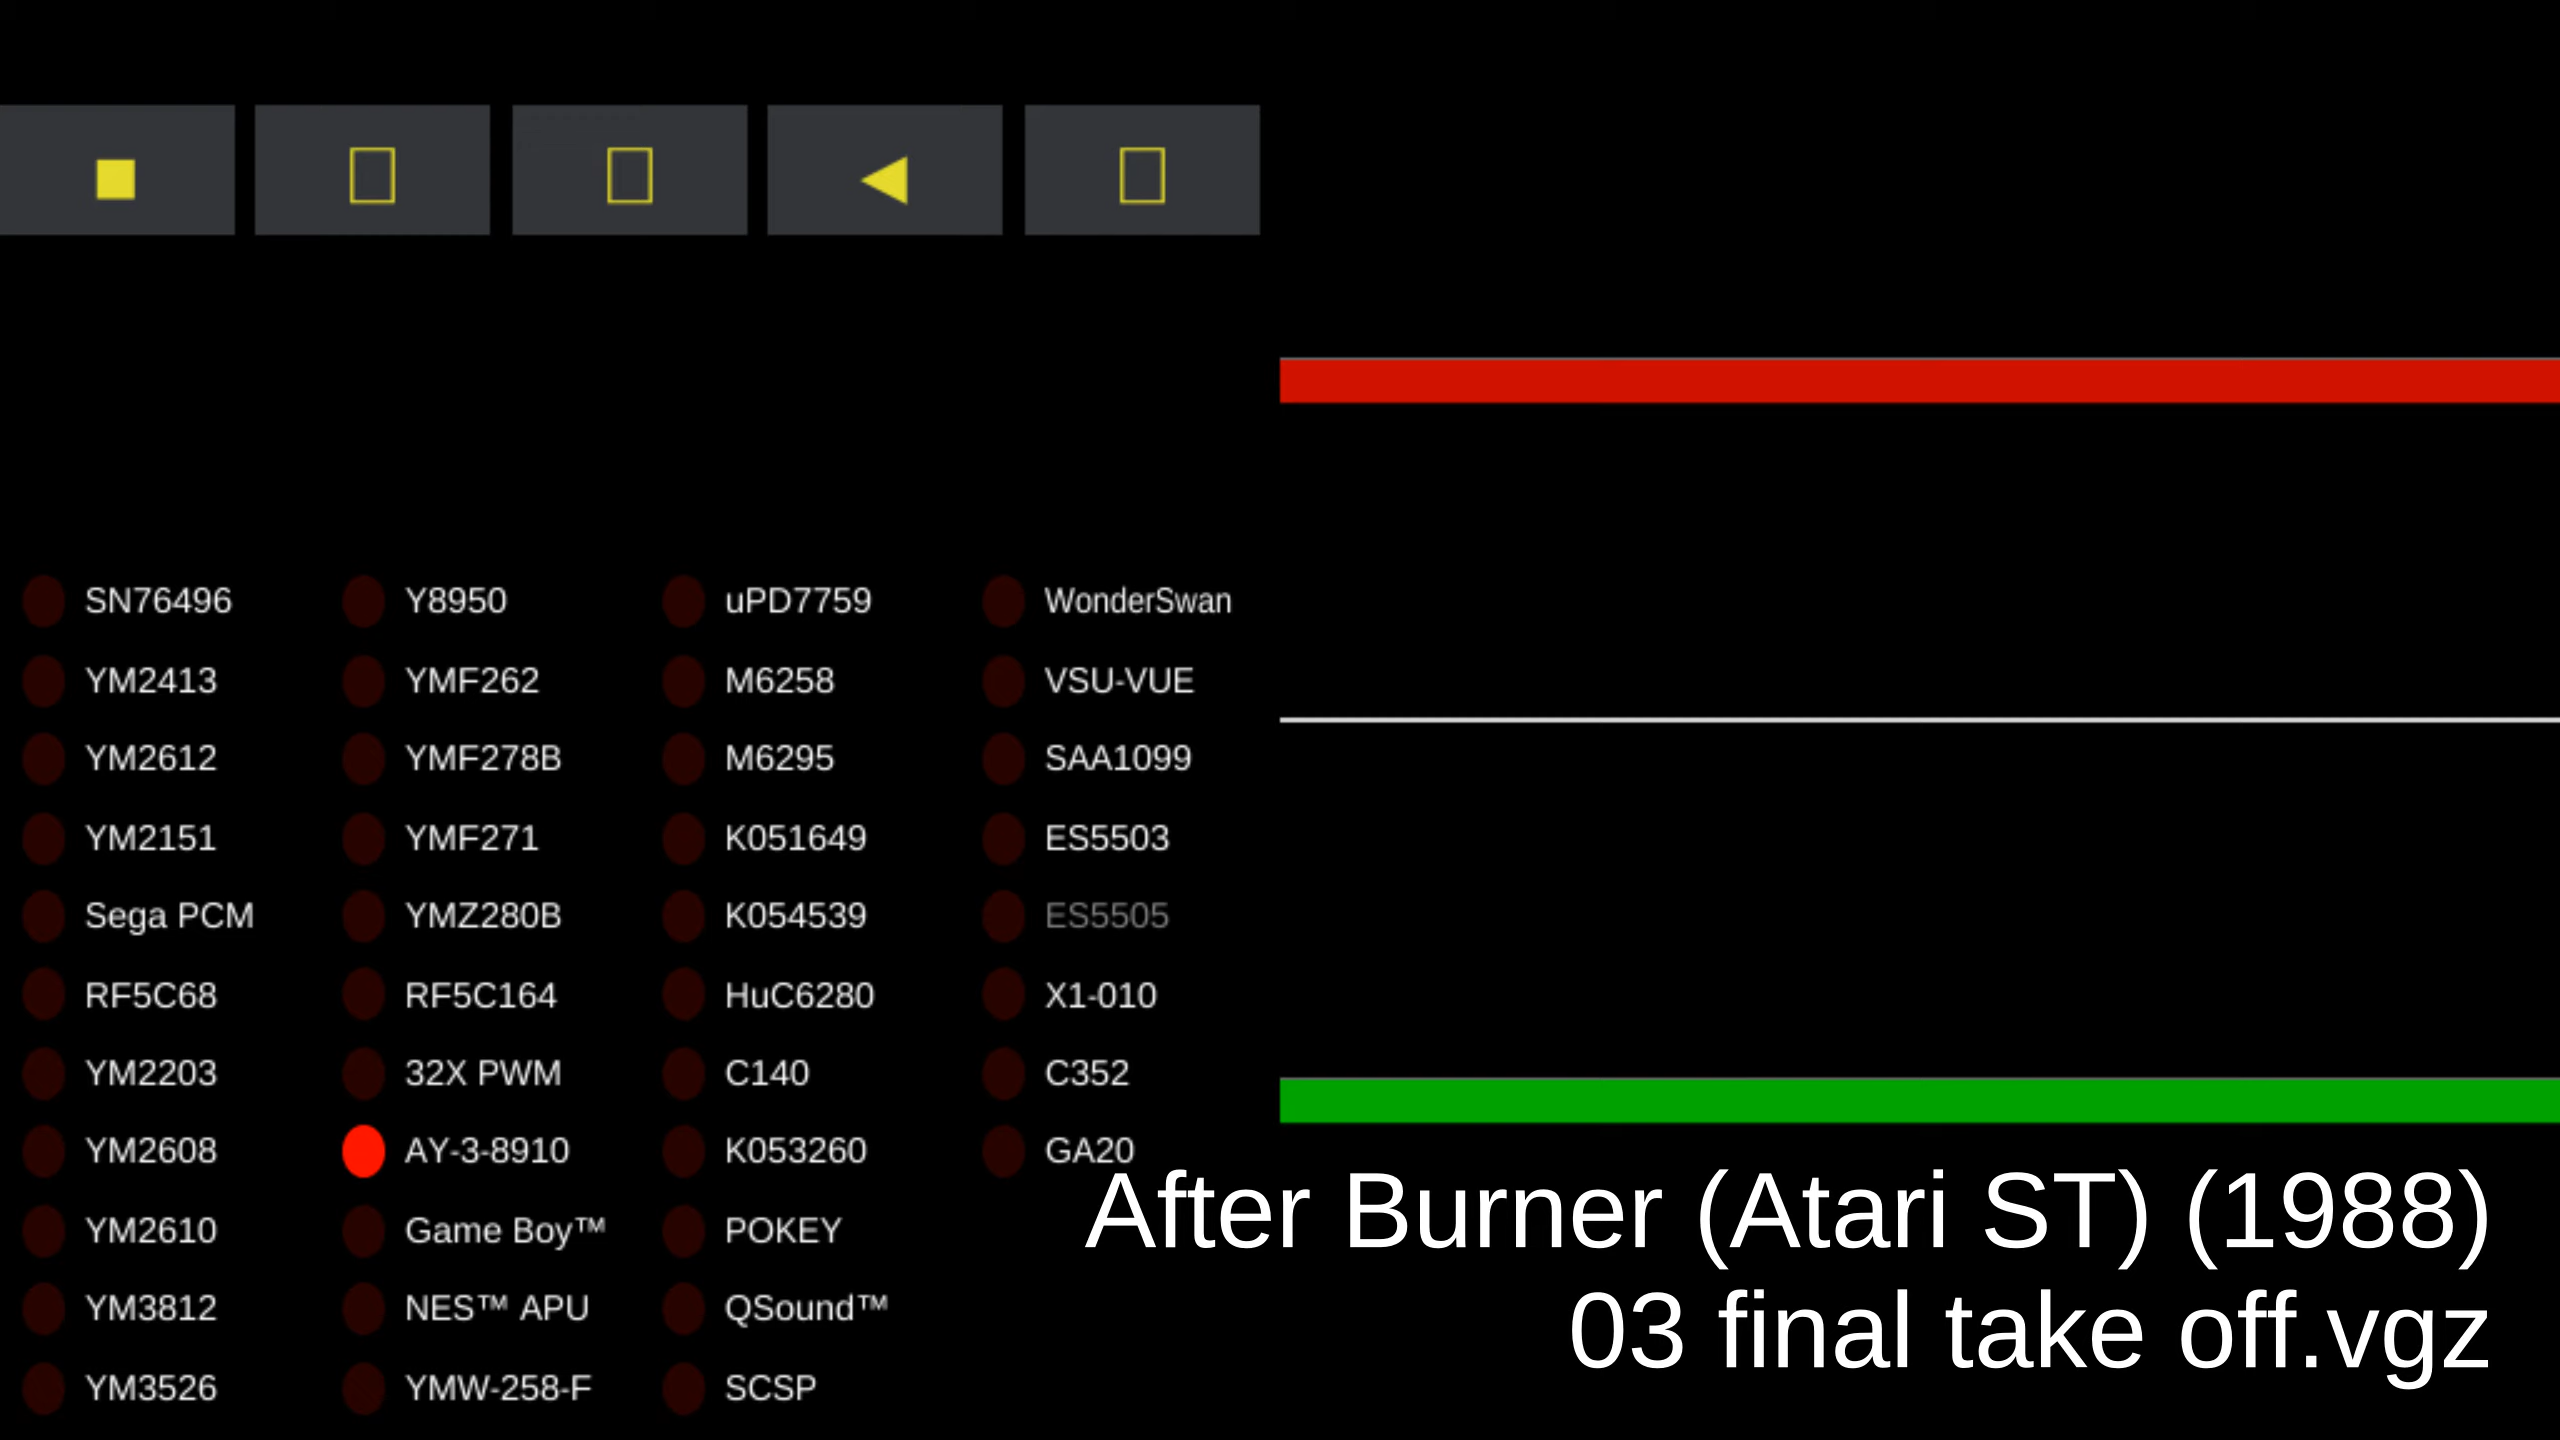 SN76496
YM2413
YM2612
YM2151
Sega PCM
RF5C68
YM2203
YM2608
YM2610
YM3812
YM3526
Y8950
YMF262
YMF278B
YMF271
YMZ280B
RF5C164
32X PWM
AY-3-8910
Game Boy™
NES™ APU
YMW-258-F
uPD7759
M6258
M6295
K051649
K054539
HuC6280
C140
K053260
POKEY
QSound™
SCSP
WonderSwan
VSU-VUE
SAA1099
ES5503
ES5505
X1-010
C352
GA20
After Burner (Atari ST) (1988)
03 final take off.vgz